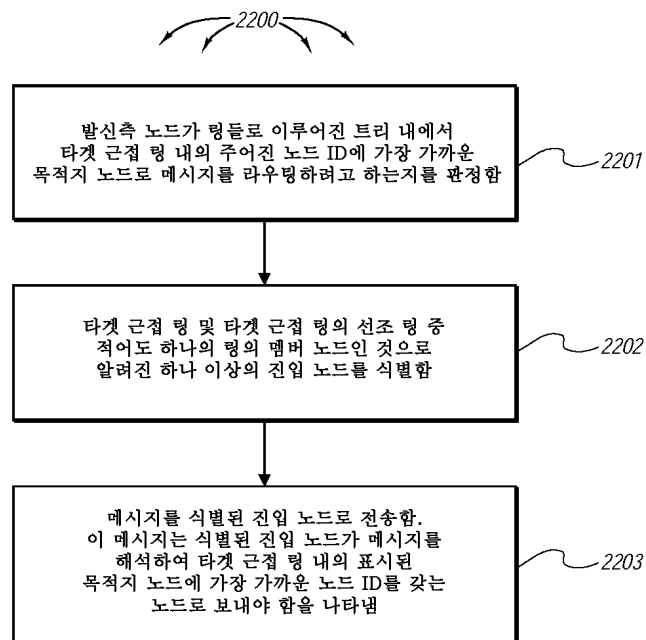 2200
발신측 노드가 링들로 이루어진 트리 내에서
타겟 근접 링 내의 주어진 노드 ID에 가장 가까운
목적지 노드로 메시지를 라우팅하려고 하는지를 판정함
2201
타겟 근접 링 및 타겟 근접 링의 선조 링 중
적어도 하나의 링의 멤버 노드인 것으로
알려진 하나 이상의 진입 노드를 식별함
2202
메시지를 식별된 진입 노드로 전송함.
이 메시지는 식별된 진입 노드가 메시지를
해석하여 타겟 근접 링 내의 표시된
목적지 노드에 가장 가까운 노드 ID를 갖는
노드로 보내야 함을 나타냄
2203